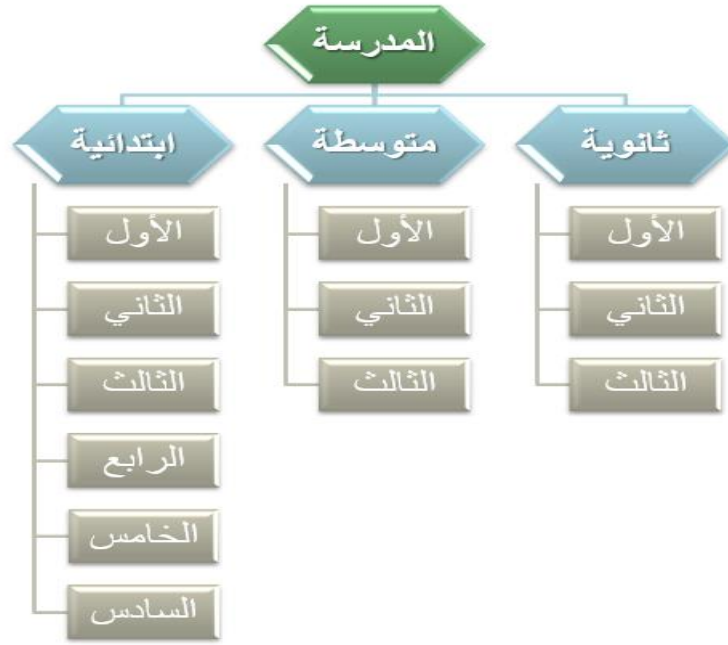 المدرسة
ثانوية
متوسطة
ابتدائية
الأول
الأول
الأول
الثاني
الثاني
الثاني
الثالث
الثالث
الثالث
الرابع
الخامس
السادس